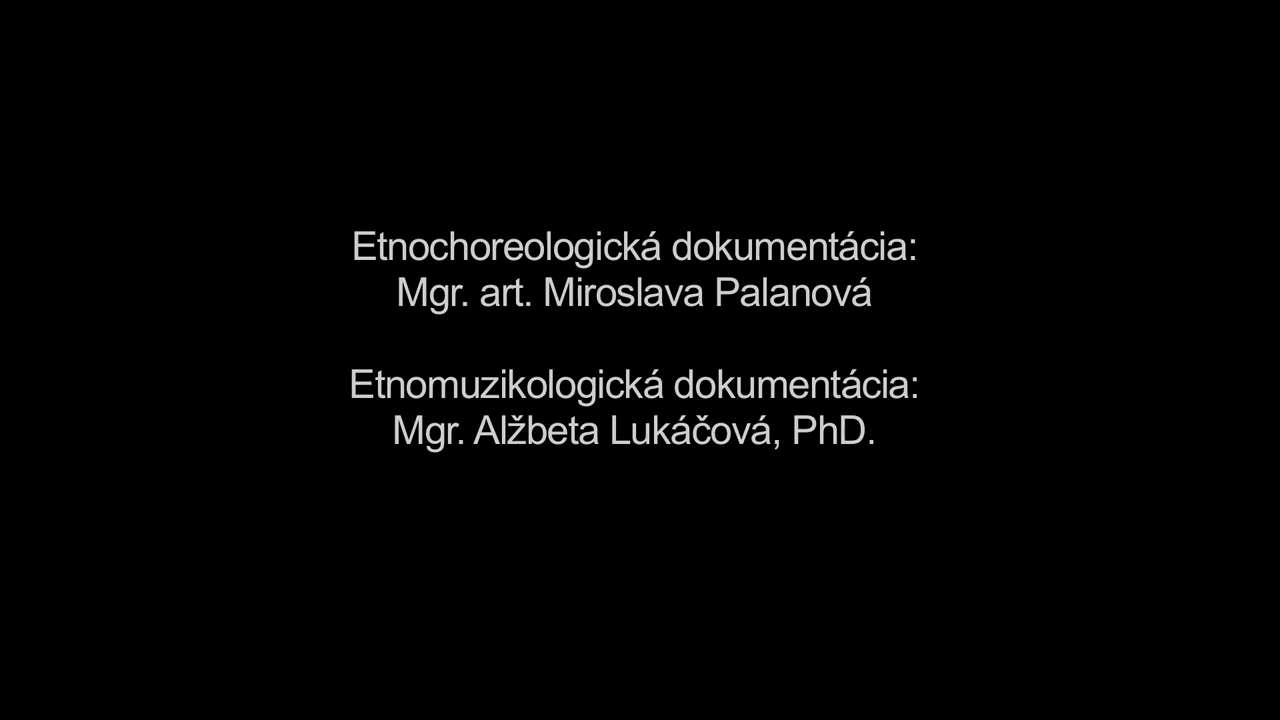 Etnochoreologická dokumentácia:
Mgr. art. Miroslava Palanová
Etnomuzikologická dokumentácia:
Mgr. Alžbeta Lukáčová, PhD.